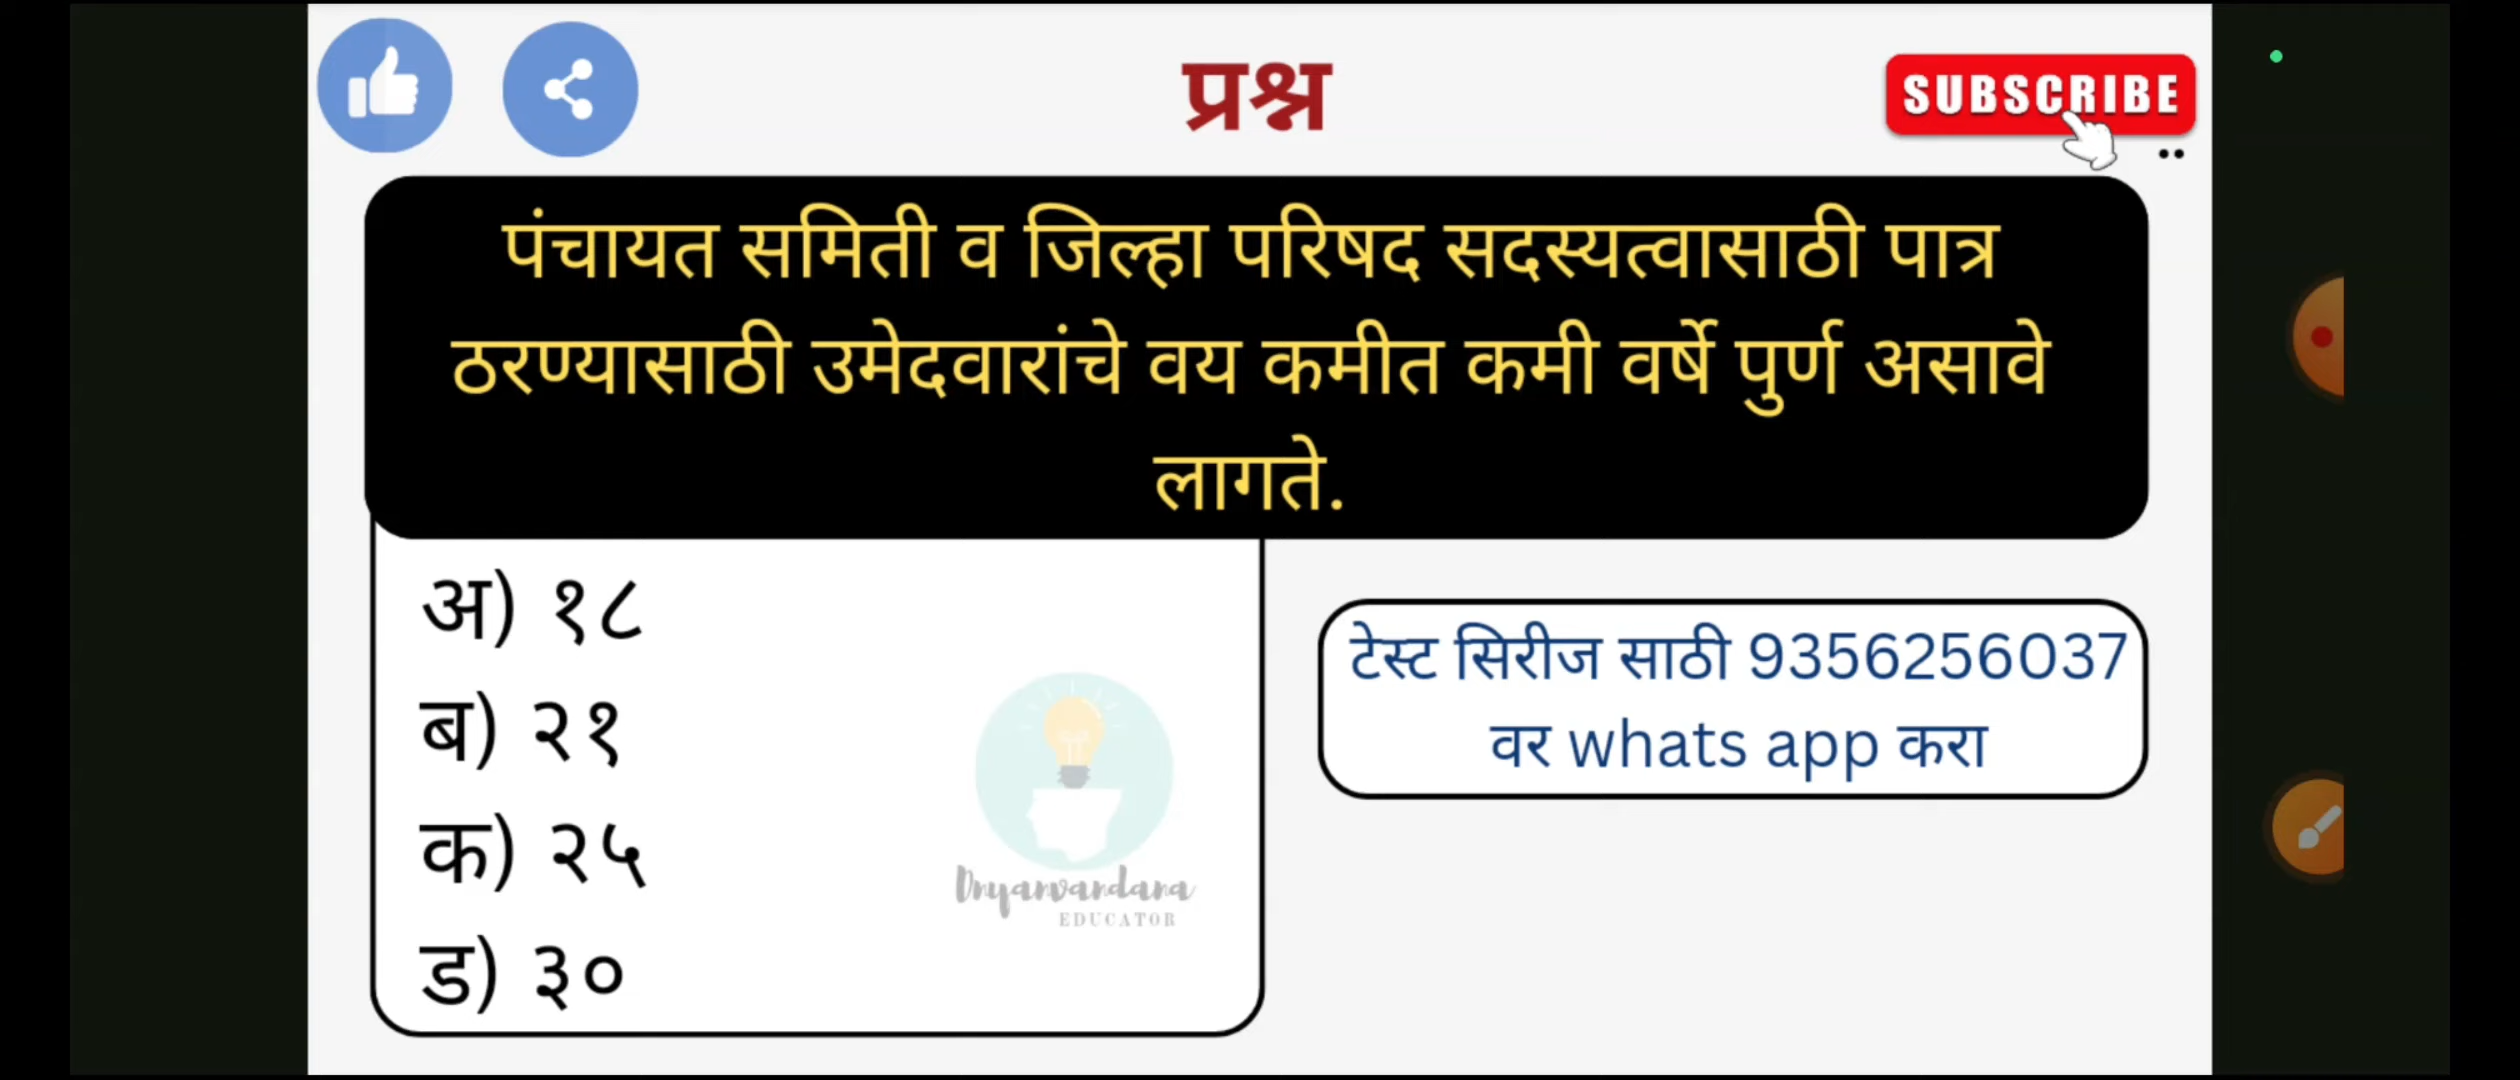 प्रश्न
SUBSCRIBE
पंचायत समिती व जिल्हा परिषद सदस्यत्वासाठी पात्र
ठरण्यासाठी उमेदवारांचे वय कमीत कमी वर्षे पुर्ण असावे
लागते.
अ) १८
ब) २१
क) २५
ड) ३०
टेस्ट सिरीज साठी 9356256037
वर whats app करा
Dnyanvandana
EDUCATOR